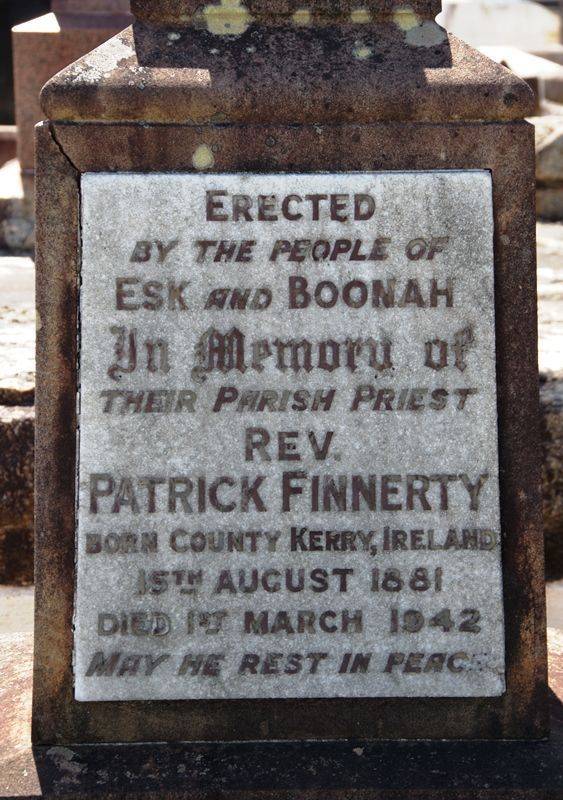 ERECTED
BY THE PEOPLE OF
ESK AND BOONAH
In Memory of
THEIR PARISH PRIEST
REV.
PATRICK FINNERTY
BORN COUNTY KERRY, IRELAND
15TH AUGUST 1881
DIED 1ST MARCH 1942
MAY HE REST IN PEACE